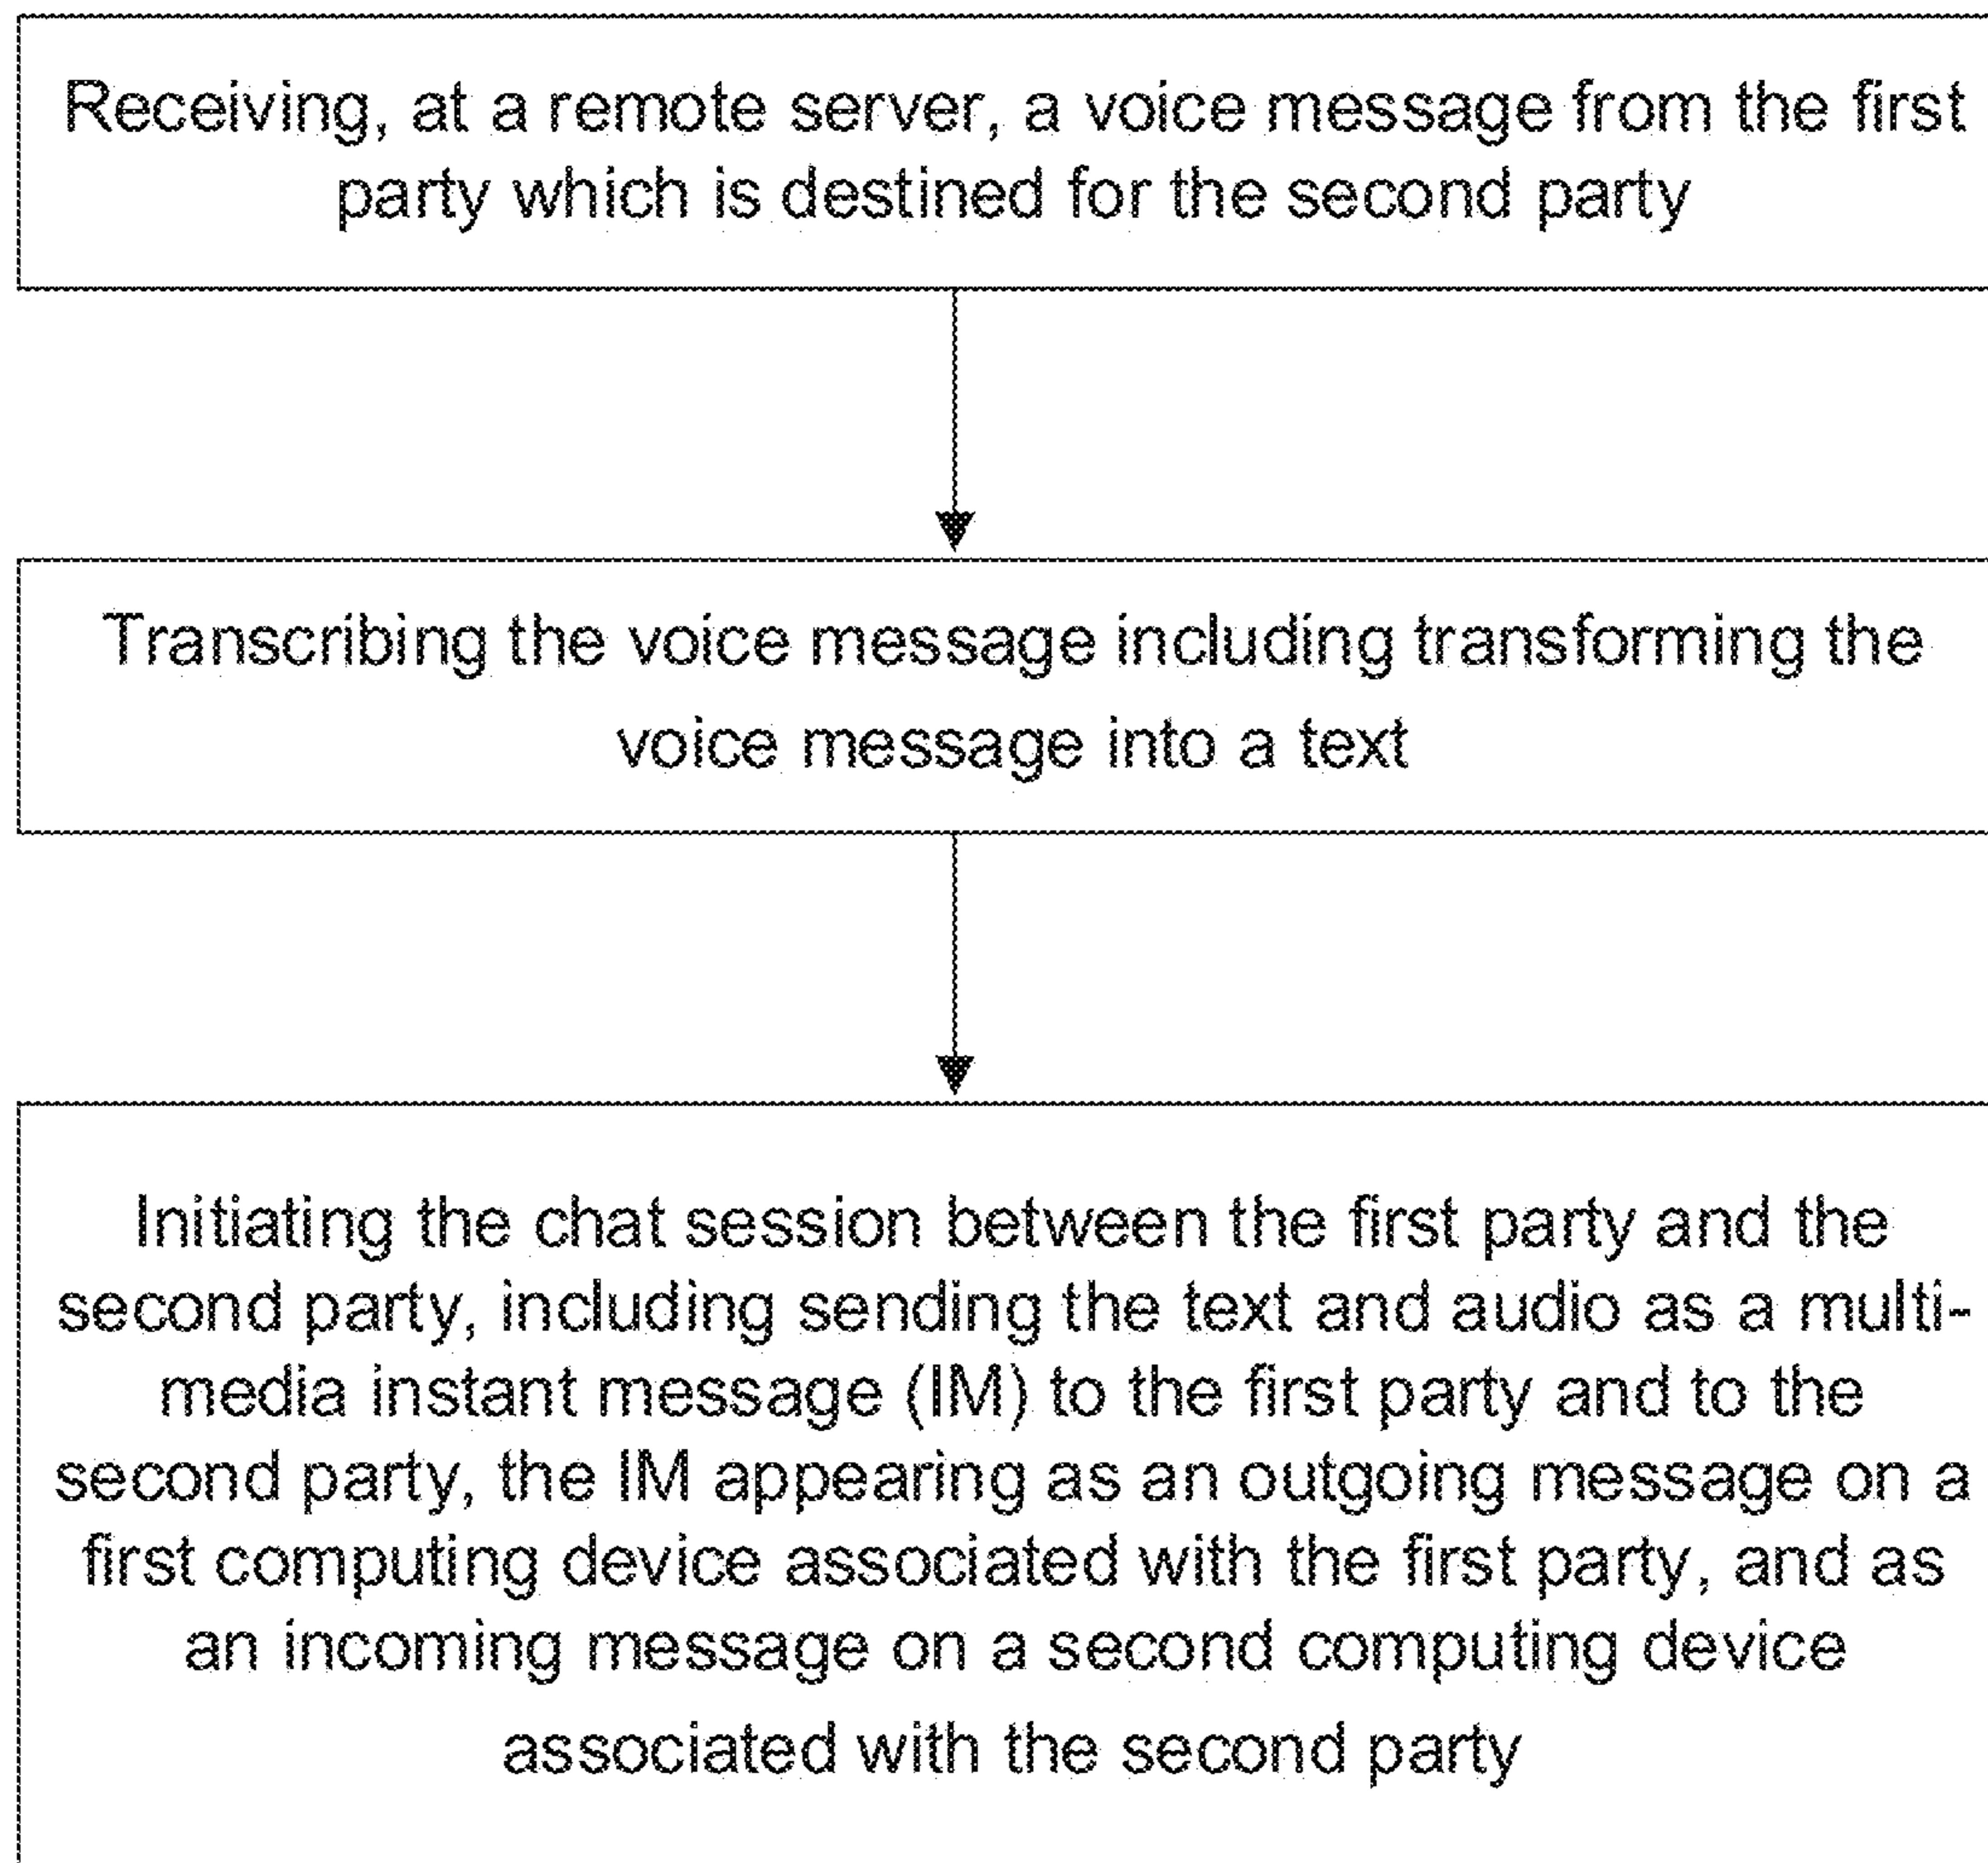 Receiving, at a remote server, a voice message from the first
party which is destined for the second party
Transcribing the voice message including transforming the
voice message into a text
Initiating the chat session between the first party and the
second party, including sending the text and audio as a multi-
media instant message (IM) to the first party and to the
second party, the IM appearing as an outgoing message on a
first computing device associated with the first party, and as
an incoming message on a second computing device
associated with the second party